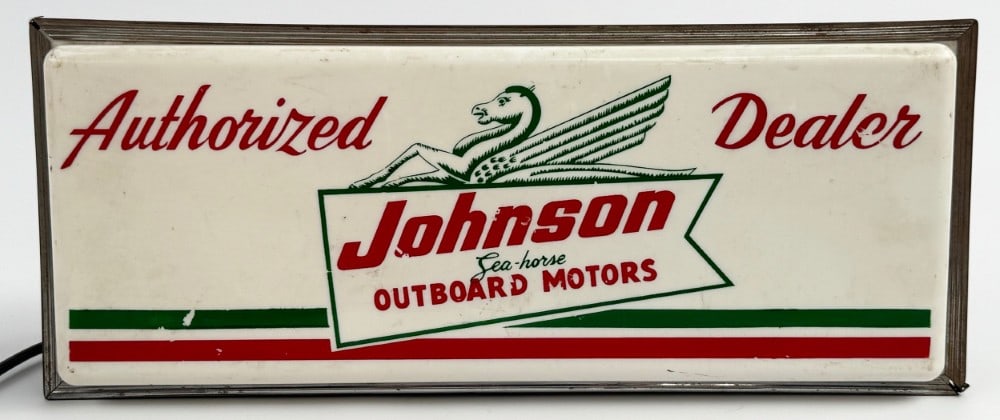 Authorized Dealer
Johnson
Sea-horse
OUTBOARD MOTORS